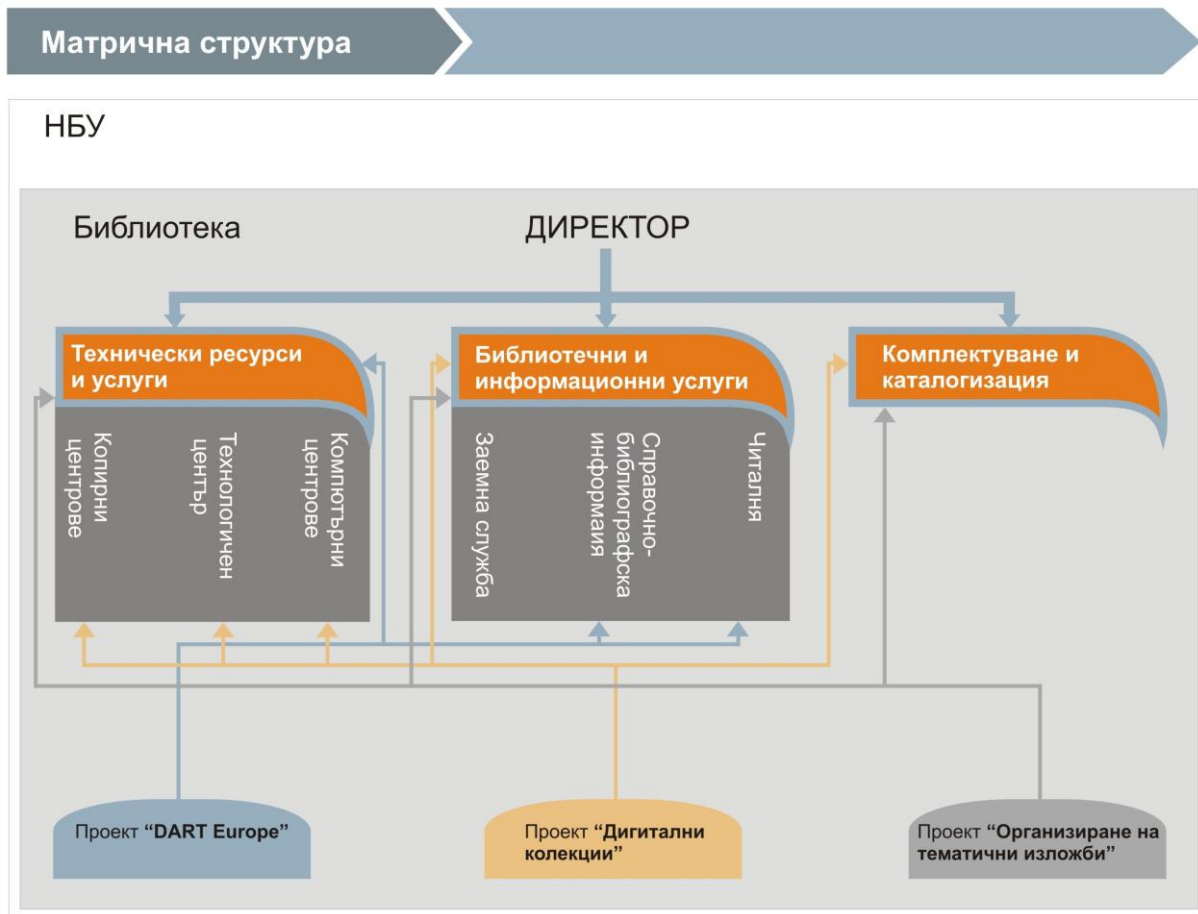 Матрична структура
НБУ
Библиотека
ДИРЕКТОР
Технически ресурси
и услуги
Библиотечни и
информационни услуги
Комплектуване и
каталогизация
Копирни
центрове
Технологичен
център
Компютърни
центрове
Заемна служба
Справочно-
библиографска
информаия
Читалня
Проект “DART Europe”
Проект “Дигитални
колекции”
Проект “Организиране на
тематични изложби”